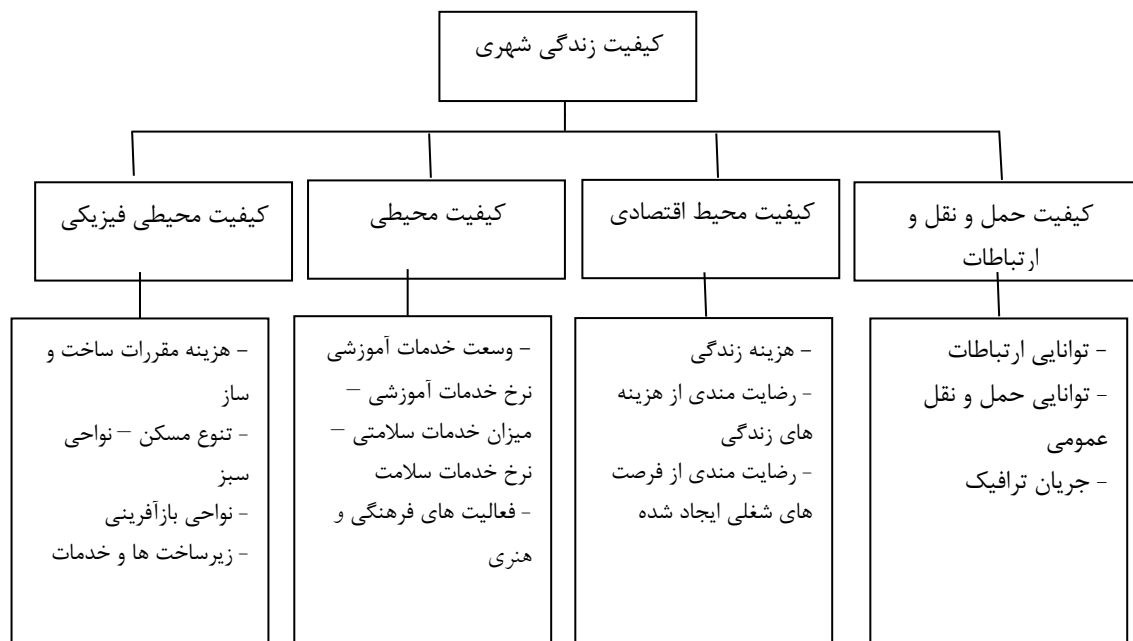 کیفیت زندگی شهری
کیفیت حمل و نقل و
ارتباطات
کیفیت محیط اقتصادی
کیفیت محیطی
کیفیت محیطی فیزیکی
- توانایی ارتباطات
- توانایی حمل و نقل
عمومی
- جریان ترافیک
- هزینه زندگی
- رضایت مندی از هزینه
های زندگی
- رضایت مندی از فرصت
های شغلی ایجاد شده
- وسعت خدمات آموزشی
نرخ خدمات آموزشی –
میزان خدمات سلامتی –
نرخ خدمات سلامت
- فعالیت های فرهنگی و
هنری
- هزینه مقررات ساخت و
ساز
- تنوع مسکن – نواحی
سبز
- نواحی بازآفرینی
- زیرساخت ها و خدمات